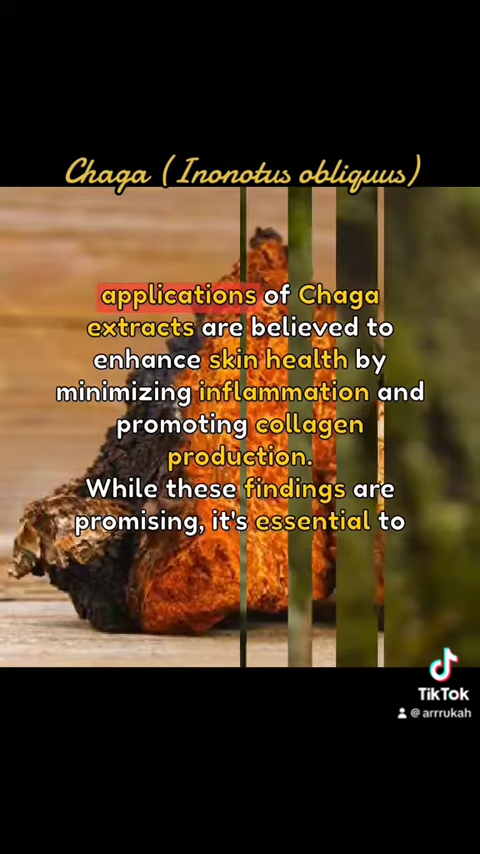 Chaga (Inonotus obliquus)
applications of Chaga
extracts are believed to
enhance skin health by
minimizing inflammation and
promoting collagen
production.
While these findings are
promising, it's essential to
TikTok
@ arrrukah